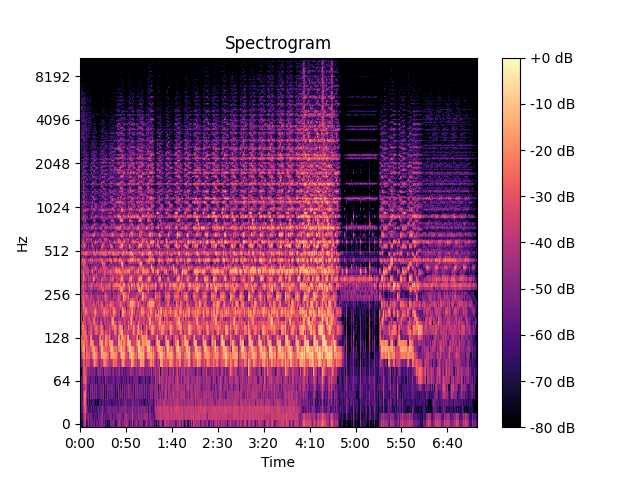 Spectrogram
8192
4096
2048
1024
512
256
128
64
0
Hz
0:00 0:50 1:40 2:30 3:20 4:10 5:00 5:50 6:40
Time
+0 dB
-10 dB
-20 dB
-30 dB
-40 dB
-50 dB
-60 dB
-70 dB
-80 dB